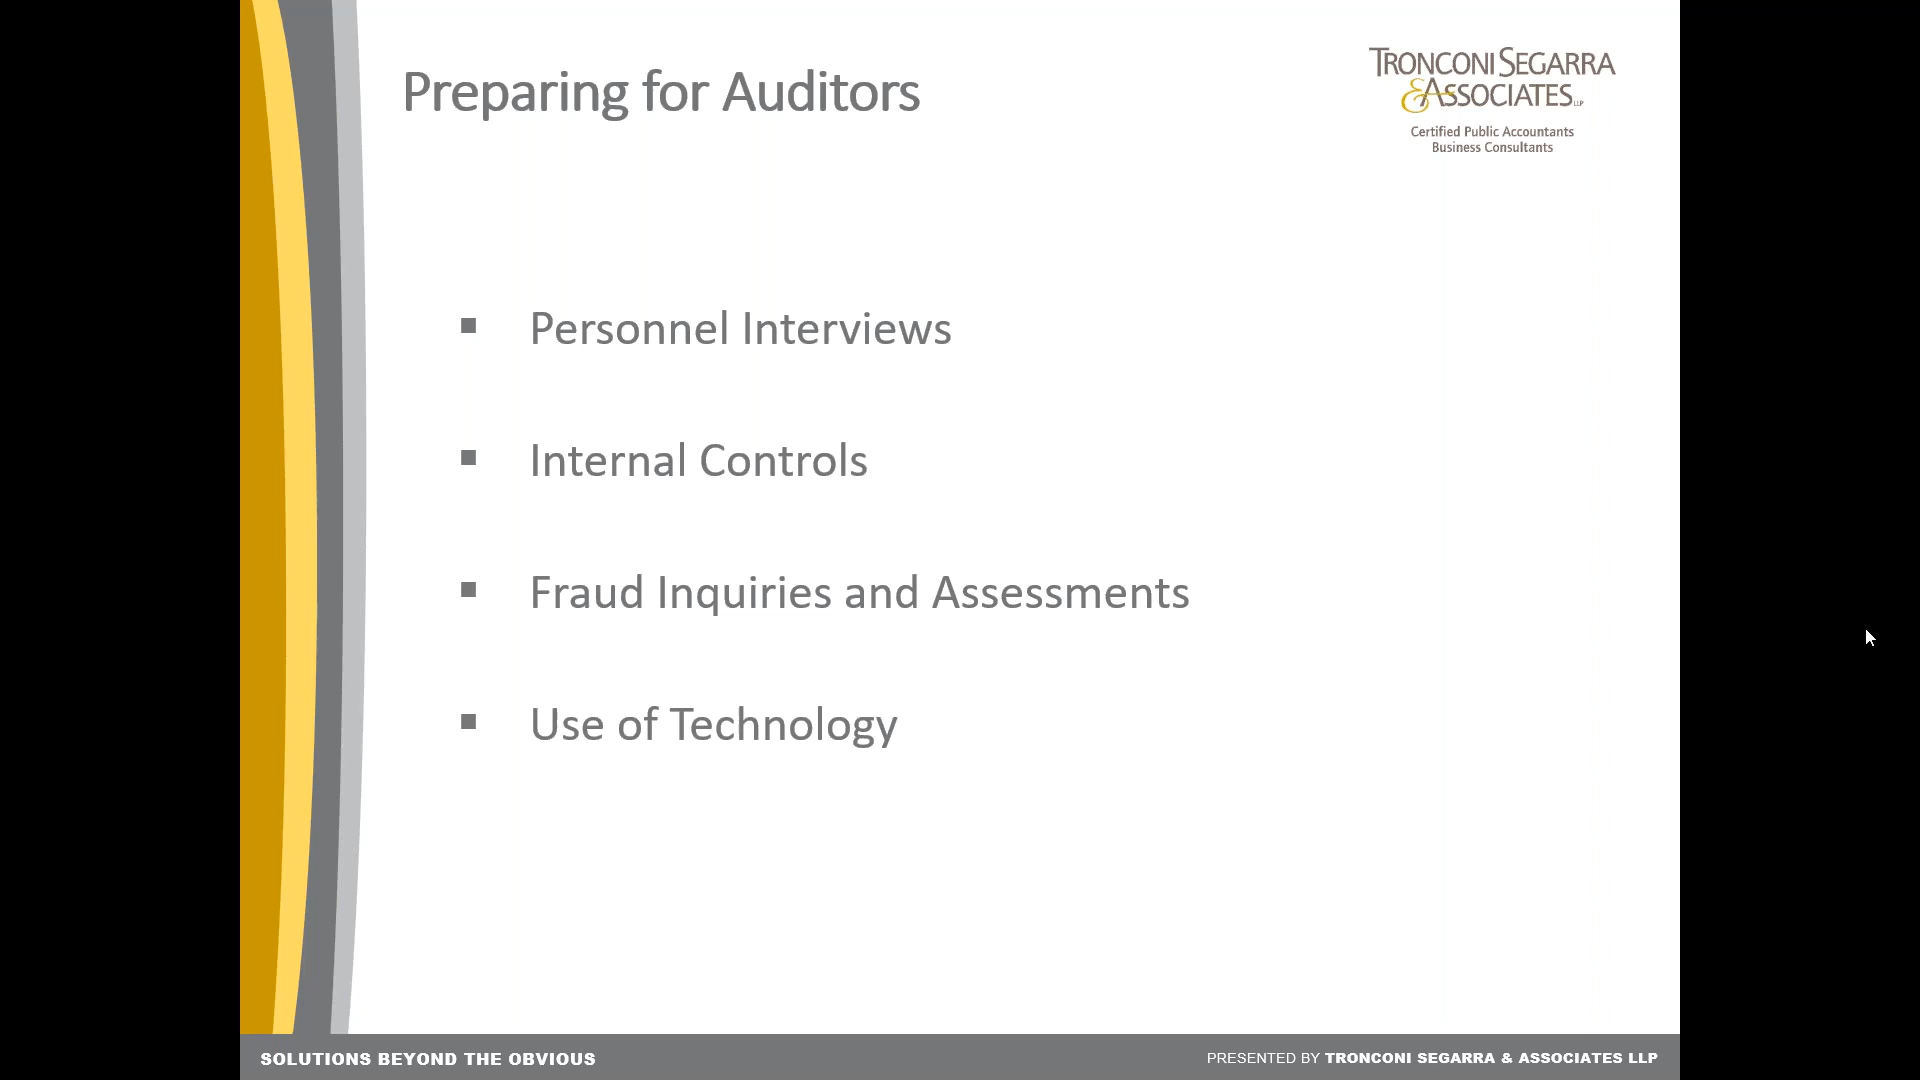 Preparing for Auditors
TRONCONI SEGARRA
& ASSOCIATES LLP
Certified Public Accountants
Business Consultants
▪ Personnel Interviews
▪ Internal Controls
▪ Fraud Inquiries and Assessments
▪ Use of Technology
SOLUTIONS BEYOND THE OBVIOUS
PRESENTED BY TRONCONI SEGARRA & ASSOCIATES LLP